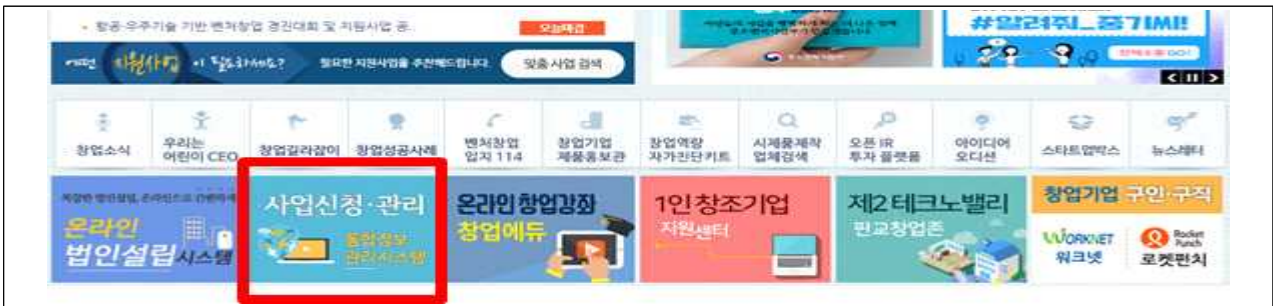 항공·우주기술 기반 벤처창업 경진대회 및 지원사업 공..
오늘마감
어떤 지원사업 이 필요하세요?
필요한 지원사업을 추천해드립니다.
맞춤 사업 검색
#알려줘_중기IMI!
창업소식
우리는
어린이 CEO
창업길라잡이
창업성공사례
벤처창업
입지 114
창업기업
제품홍보관
창업역량
자가진단키트
시제품제작
업체검색
오픈 IR
투자 플랫폼
아이디어
오디션
스타트업박스
뉴스레터
온라인
법인설립시스템
사업신청·관리
통합정보
관리시스템
온라인 창업강좌
창업에듀
1인 창조기업
지원센터
제2 테크노밸리
판교창업존
창업기업 구인·구직
WORKNET
워크넷
Rocket
Punch
로켓펀치